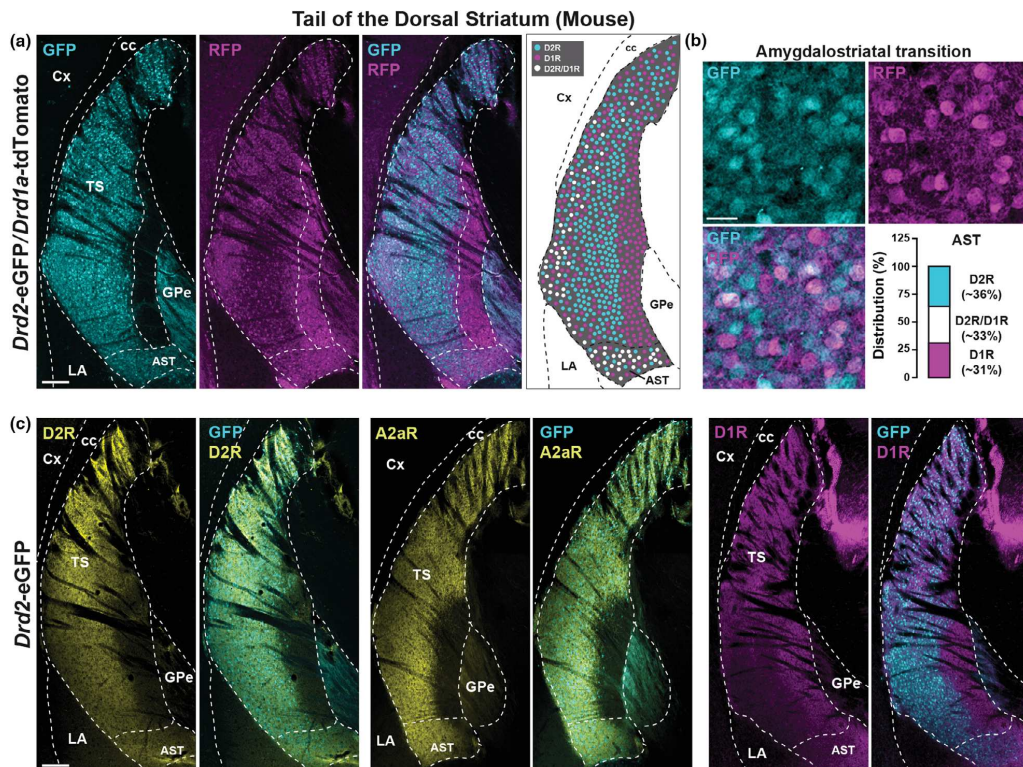 Tail of the Dorsal Striatum (Mouse)
(a)
Drd2-eGFP/Drd1a-tdTomato
GFP
cc
Cx
TS
GPe
LA
AST
RFP
GFP
RFP
D2R
D1R
D2R/D1R
cc
Cx
GPe
LA
AST
(b)
Amygdalostriatal transition
GFP
RFP
GFP
RFP
AST
Distribution (%)
125
100
75
50
25
0
D2R
(~36%)
D2R/D1R
(~33%)
D1R
(~31%)
(c)
Drd2-eGFP
D2R
cc
Cx
TS
GPe
LA
AST
GFP
D2R
A2aR
cc
Cx
TS
GPe
LA
AST
GFP
A2aR
D1R
cc
Cx
TS
GPe
LA
AST
GFP
D1R